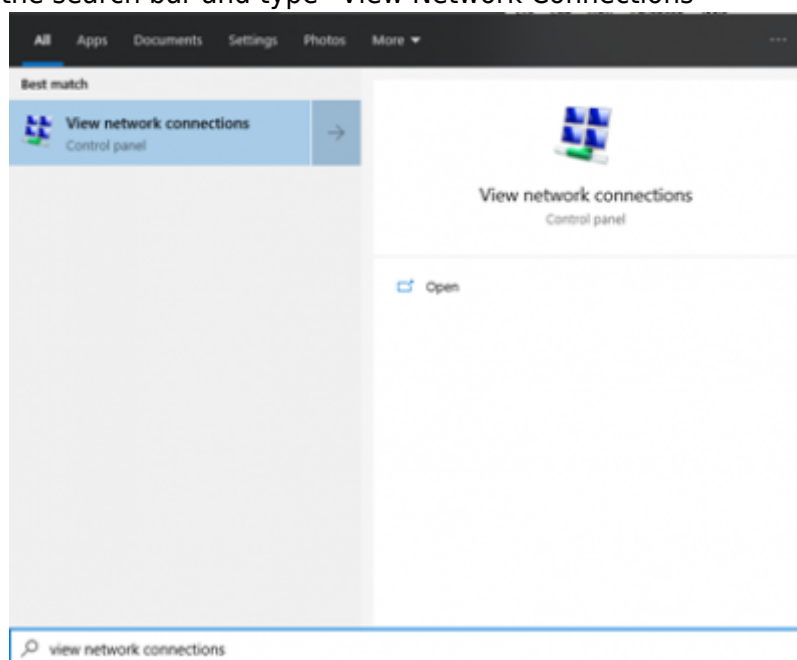 the search bar and type "View Network Connections"
All Apps Documents Settings Photos More
Best match
View network connections
Control panel
View network connections
Control panel
Open
view network connections